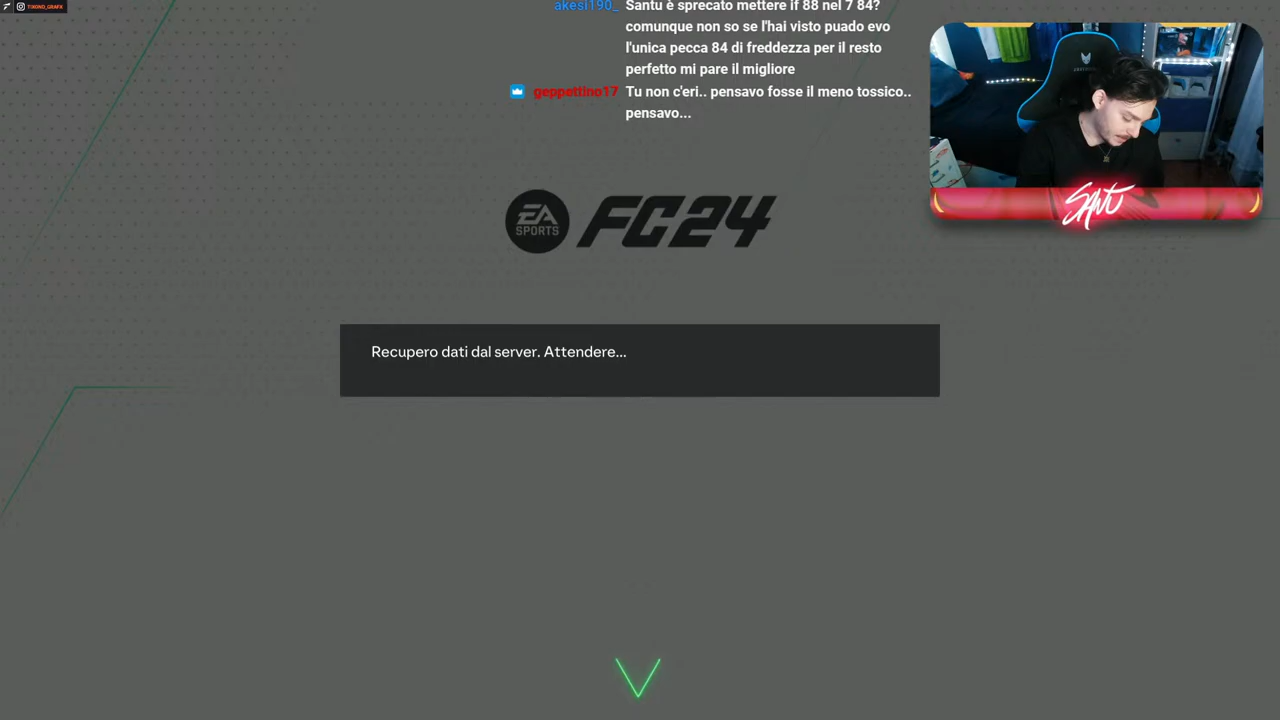 TIKONO_GRAFX
akesi190_ Santu è sprecato mettere if 88 nel 7 84?
comunque non so se l'hai visto puado evo
l'unica pecca 84 di freddezza per il resto
perfetto mi pare il migliore
geppettino17 Tu non c'eri.. pensavo fosse il meno tossico..
pensavo...
EA SPORTS FC24
SANTU
Recupero dati dal server. Attendere...